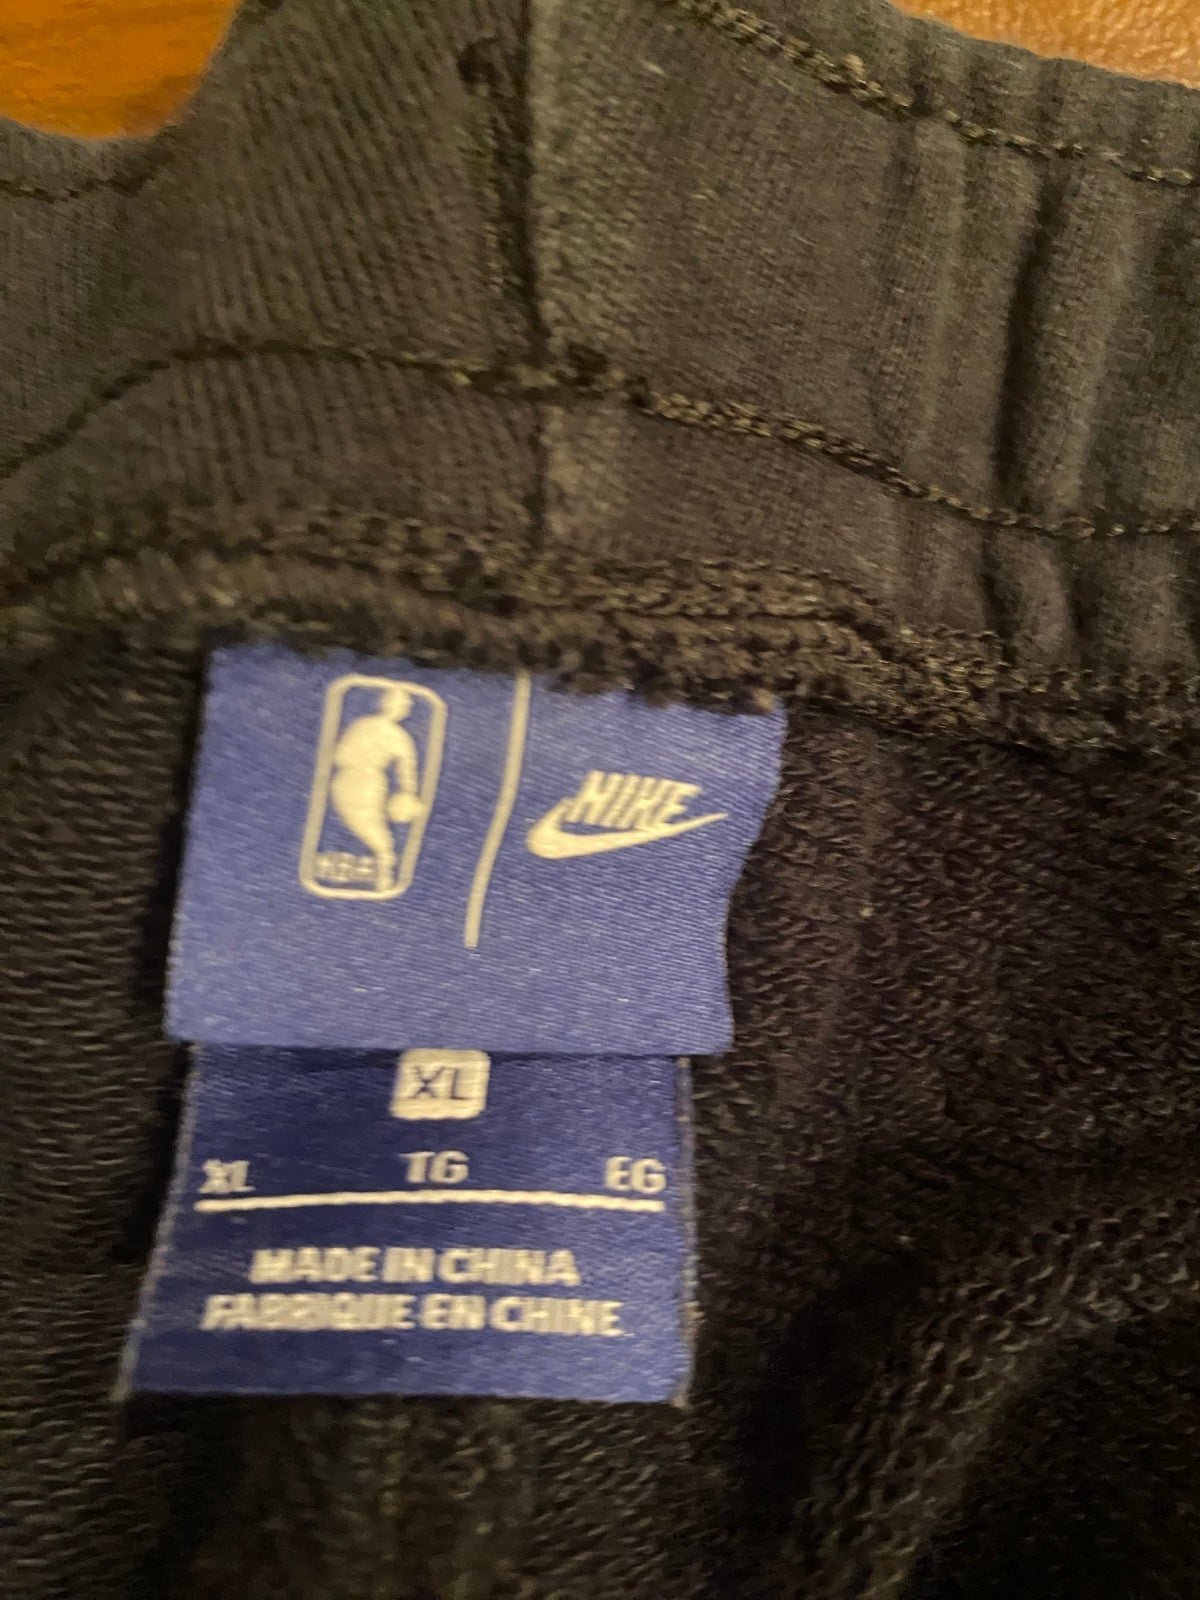 NBA
NIKE
XL
XL TG EG
MADE IN CHINA
FABRIQUE EN CHINE